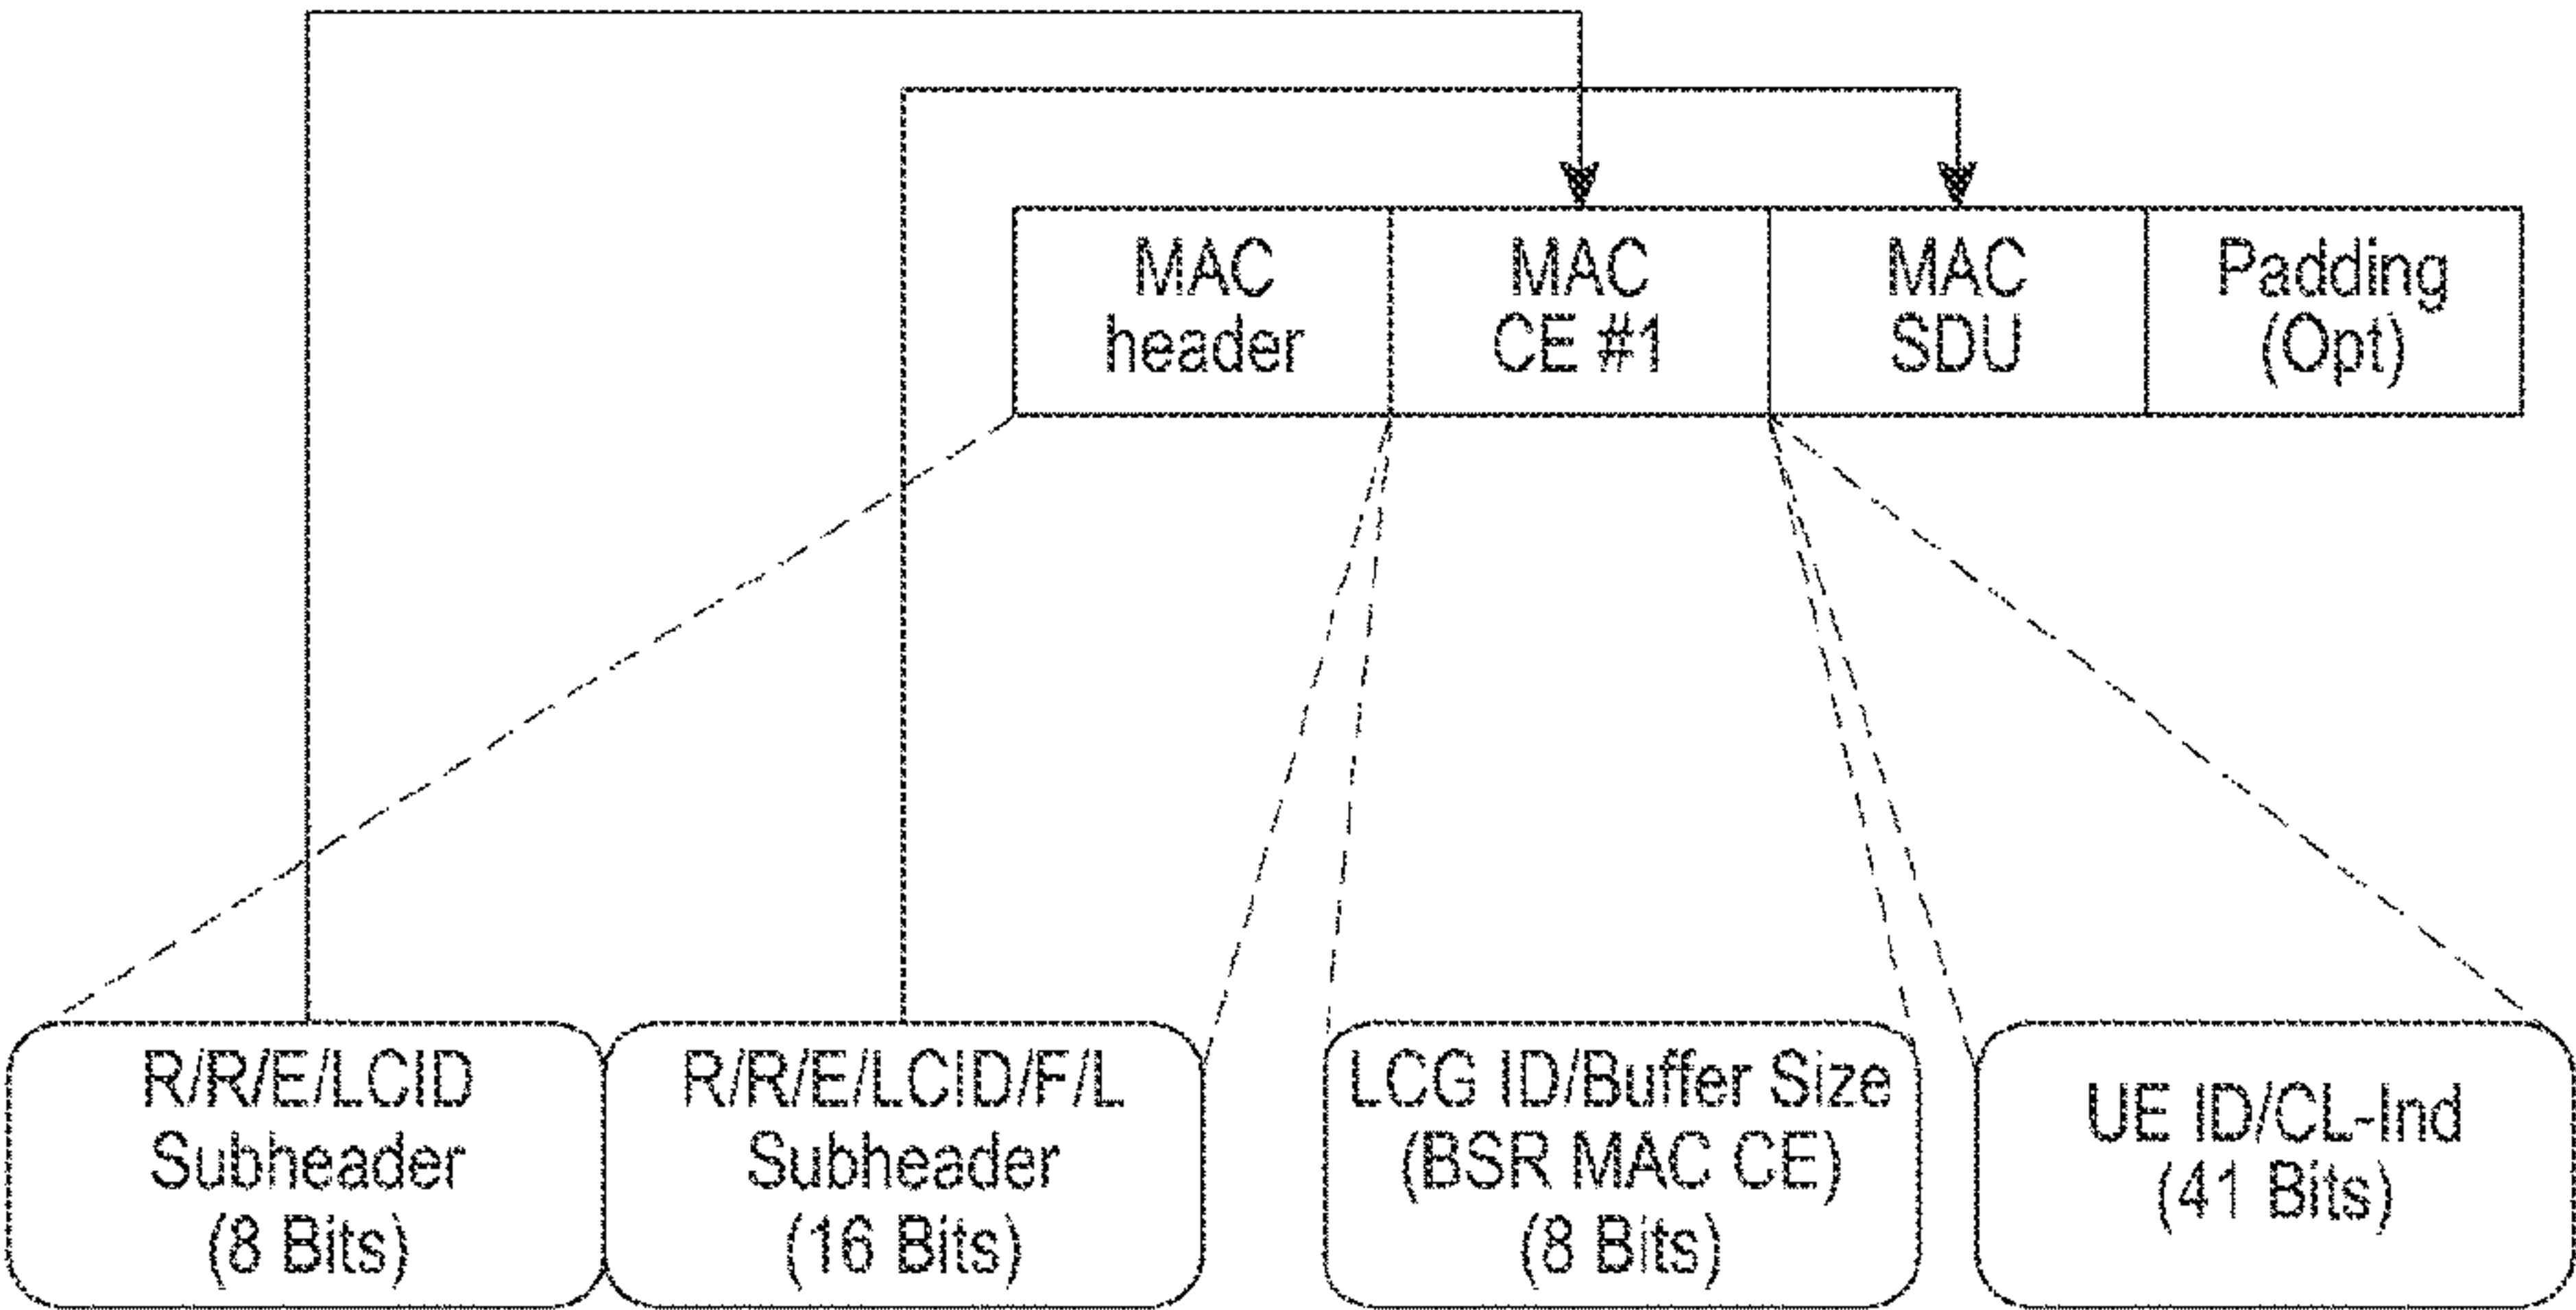 MAC
header
MAC
CE #1
MAC
SDU
Padding
(Opt)
R/R/E/LCID
Subheader
(8 Bits)
R/R/E/LCID/F/L
Subheader
(16 Bits)
LCG ID/Buffer Size
(BSR MAC CE)
(8 Bits)
UE ID/CL-Ind
(41 Bits)